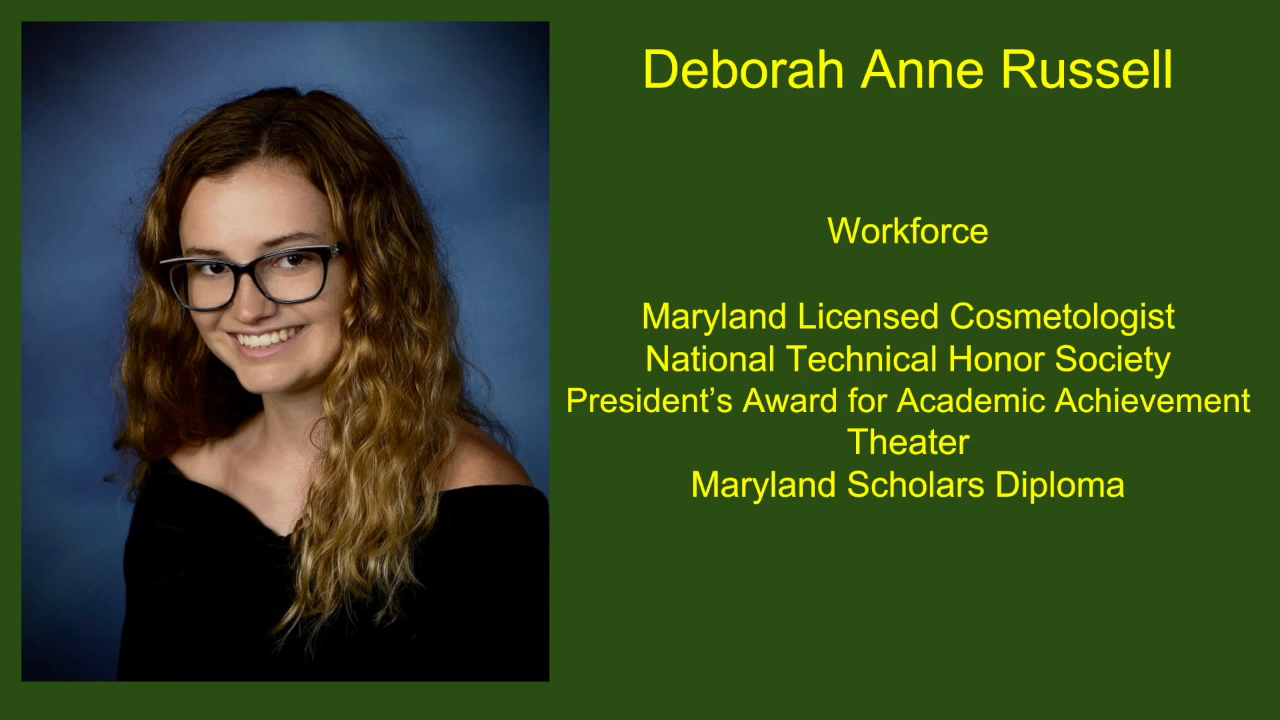 Deborah Anne Russell
Workforce
Maryland Licensed Cosmetologist
National Technical Honor Society
President’s Award for Academic Achievement
Theater
Maryland Scholars Diploma